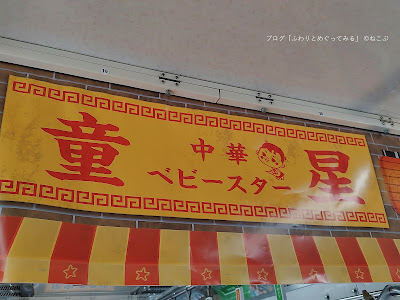 ブログ「ふわりとめぐってみる」 ©ねこぷ
童
中華
ベビースター
星